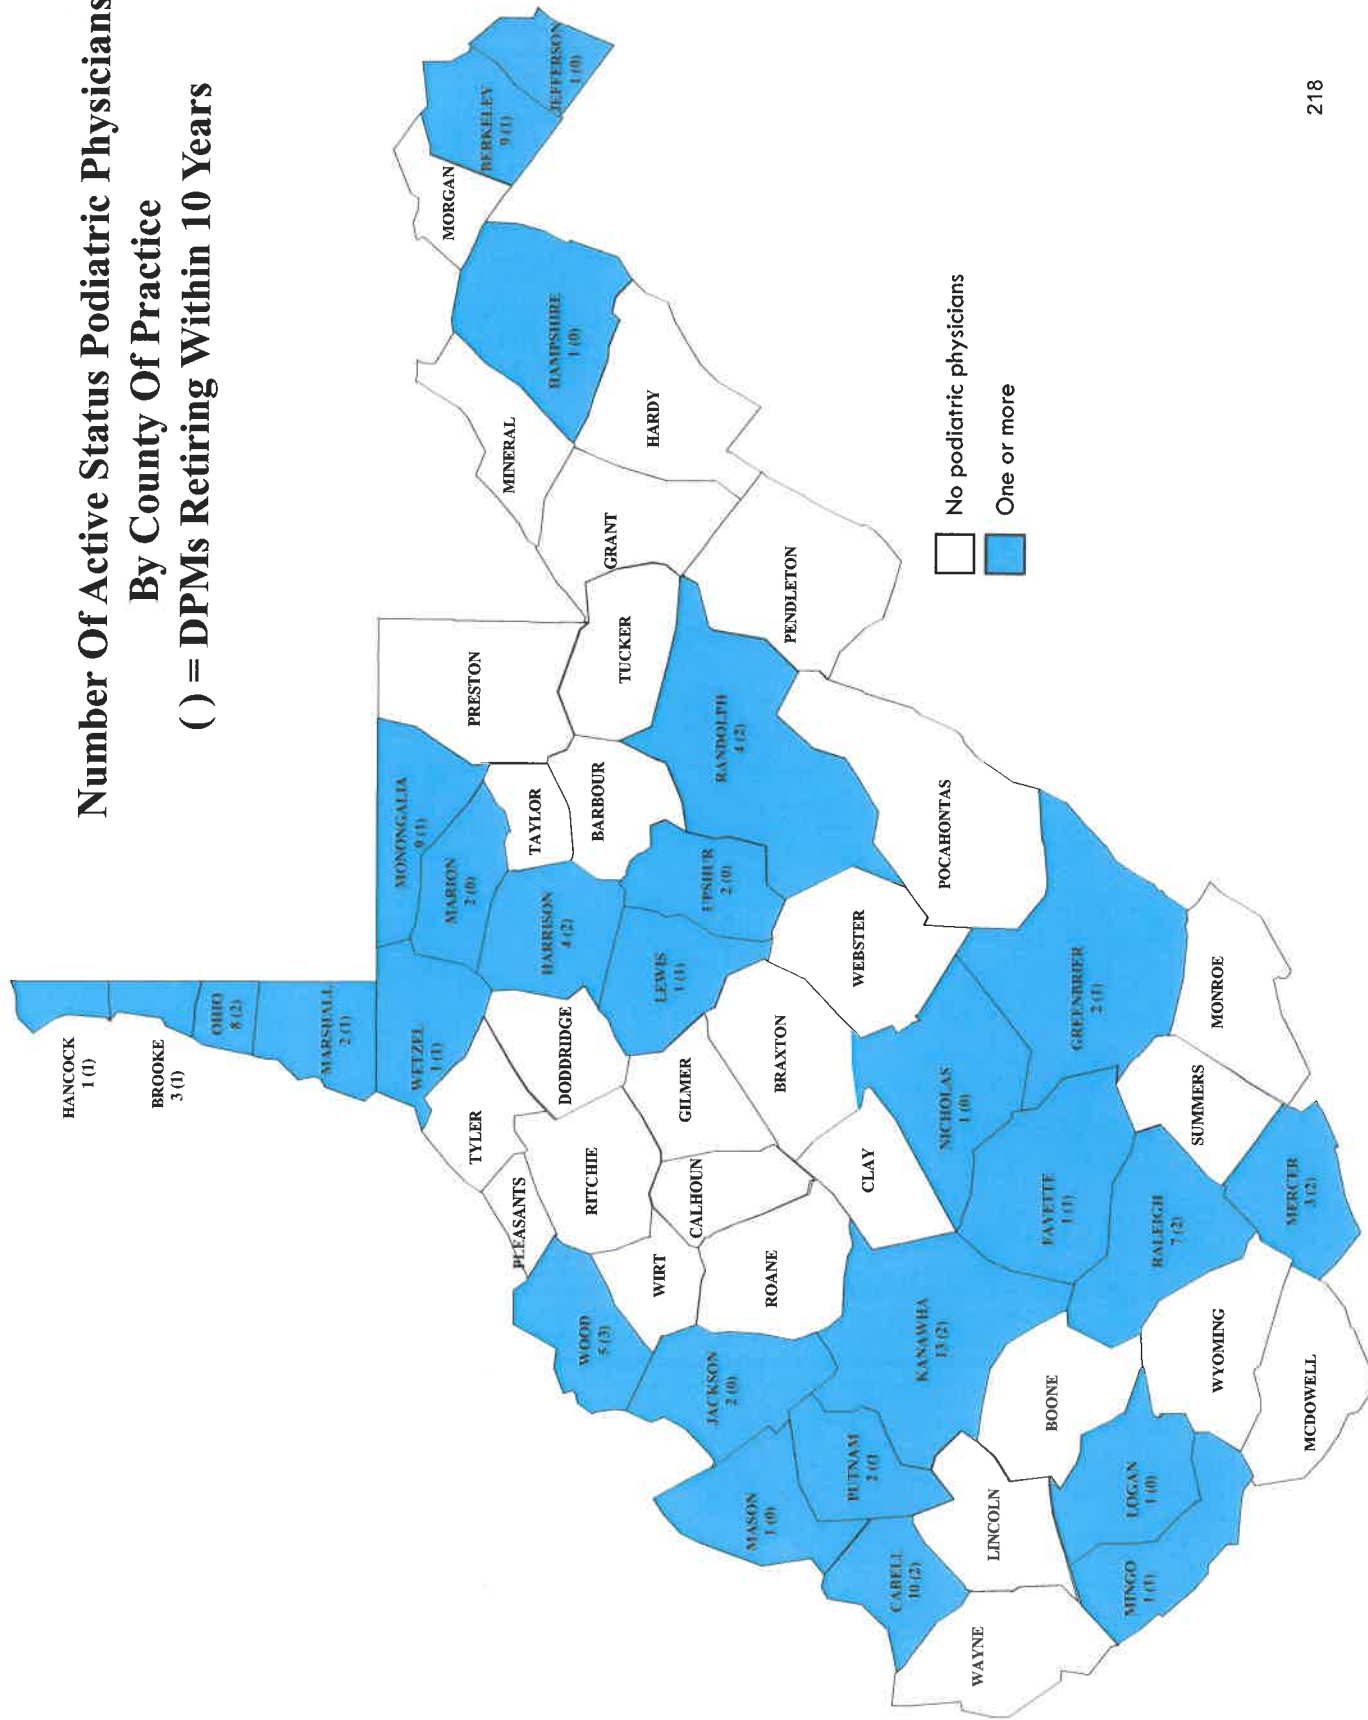 Number Of Active Status Podiatric Physicians
By County Of Practice
( ) = DPMs Retiring Within 10 Years
HANCOCK
1 (1)
BROOKE
3 (1)
OHIO
8 (2)
MARSHALL
2 (1)
WETZEL
1 (1)
MONONGALIA
9 (1)
MARION
2 (0)
PRESTON
MORGAN
BERKELEY
9 (1)
JEFFERSON
1 (0)
HAMPSHIRE
1 (0)
MINERAL
HARDY
GRANT
TUCKER
PENDLETON
TYLER
PLEASANTS
DODDRIDGE
HARRISON
4 (2)
TAYLOR
BARBOUR
RANDOLPH
4 (2)
UPSHUR
2 (0)
LEWIS
1 (1)
GILMER
RITCHIE
WOOD
5 (3)
WIRT
CALHOUN
ROANE
JACKSON
2 (0)
MASON
1 (0)
PUTNAM
2 (1
BRAXTON
WEBSTER
POCAHONTAS
CLAY
NICHOLAS
1 (0)
KANAWHA
13 (2)
CABELL
10 (2)
WAYNE
LINCOLN
BOONE
LOGAN
1 (0)
MINGO
1 (1)
FAYETTE
1 (1)
GREENBRIER
2 (1)
RALEIGH
7 (2)
SUMMERS
MONROE
MERCER
3 (2)
WYOMING
MCDOWELL
No podiatric physicians
One or more
218